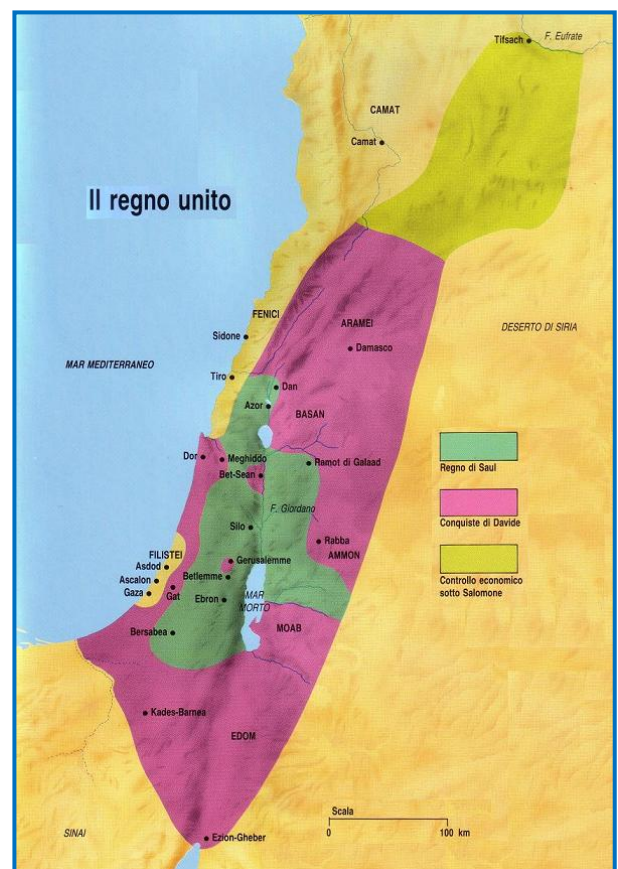 Tifsach
F. Eufrate
CAMAT
Camat
Il regno unito
FENICI
ARAMEI
Sidone
DESERTO DI SIRIA
Damasco
MAR MEDITERRANEO
Tiro
Dan
Azor
BASAN
Dor
Meghiddo
Ramot di Galaad
Regno di Saul
Bet-Sean
F. Giordano
Conquiste di Davide
Silo
Rabba
FILISTEI
AMMON
Asdod
Gerusalemme
Ascalon
Betlemme
Controllo economico
sotto Salomone
Gaza
Gat
Ebron
MAR
MORTO
Bersabea
MOAB
Kades-Barnea
EDOM
Scala
0 100 km
SINAI
Ezion-Gheber